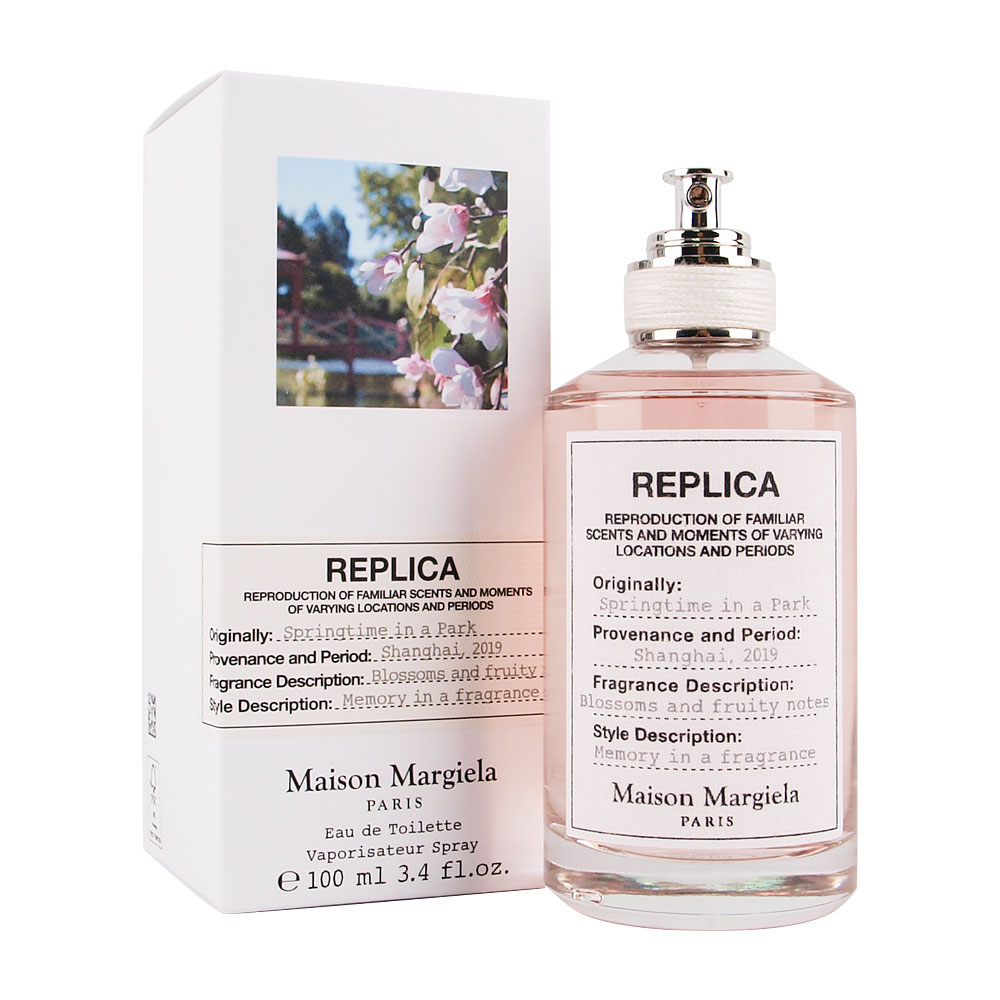 REPLICA
REPRODUCTION OF FAMILIAR SCENTS AND MOMENTS
OF VARYING LOCATIONS AND PERIODS
Originally: Springtime in a Park
Provenance and Period: Shanghai, 2019
Fragrance Description: Blossoms and fruity
Style Description: Memory in a fragrance
Maison Margiela
PARIS
Eau de Toilette
Vaporisateur Spray
℮ 100 ml 3.4 fl.oz.
REPLICA
REPRODUCTION OF FAMILIAR
SCENTS AND MOMENTS OF VARYING
LOCATIONS AND PERIODS
Originally:
Springtime in a Park
Provenance and Period:
Shanghai, 2019
Fragrance Description:
Blossoms and fruity notes
Style Description:
Memory in a fragrance
Maison Margiela
PARIS